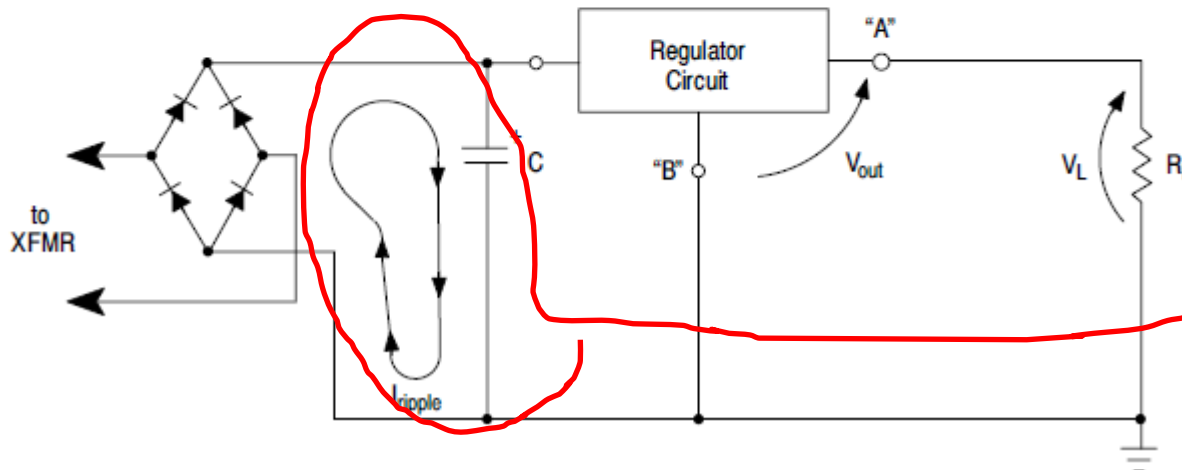 Regulator
Circuit
"A"
+
C
"B"
Vout
VL
R
to
XFMR
Iripple